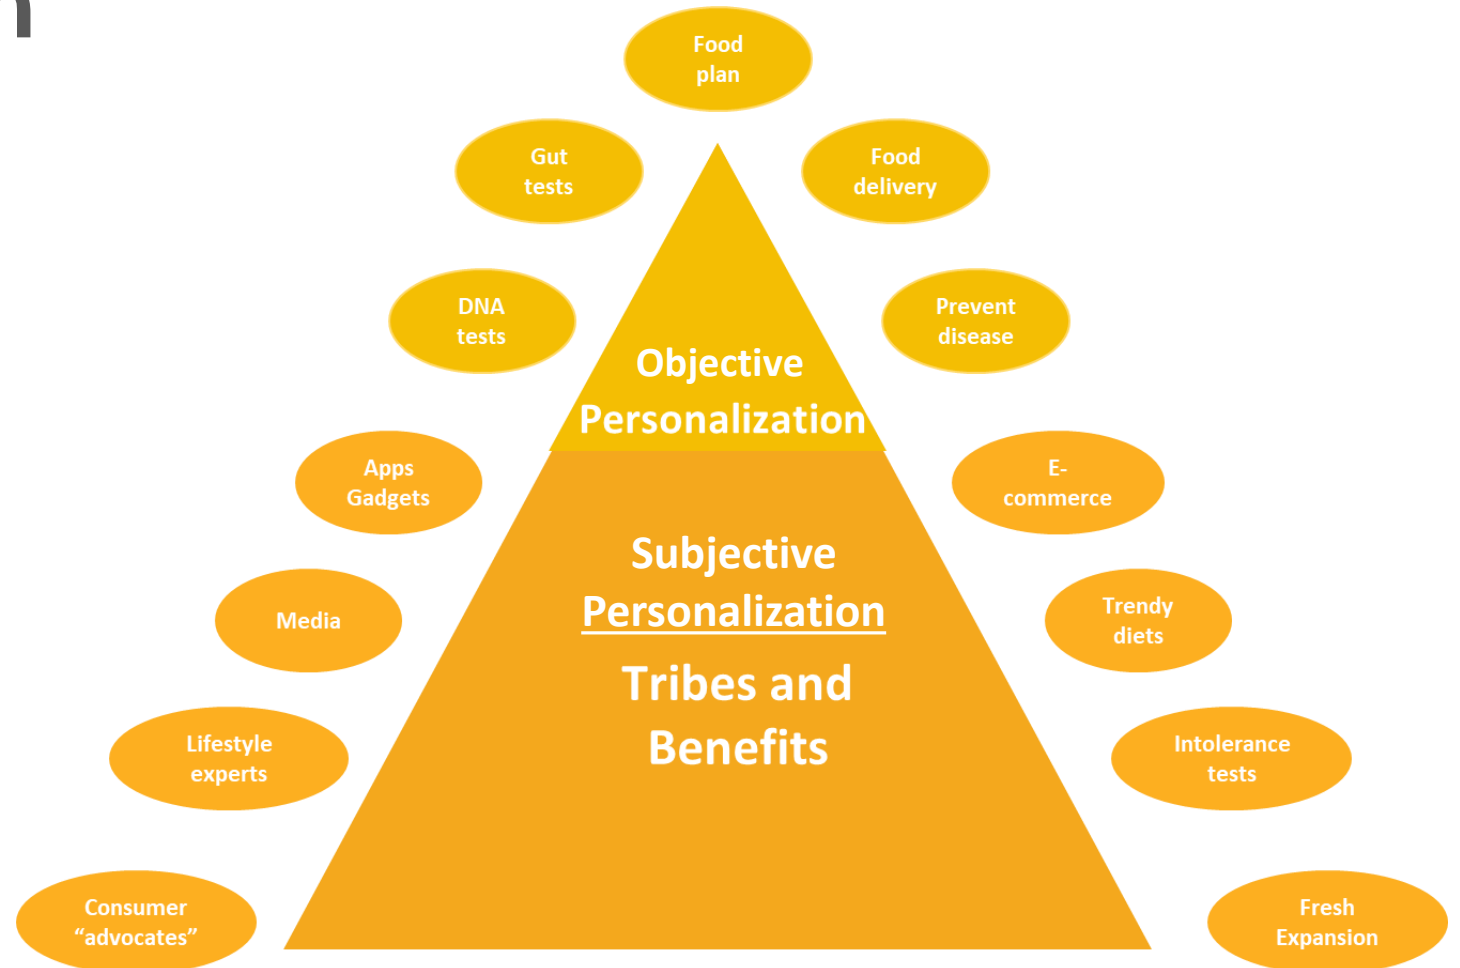 Food
plan
Gut
tests
Food
delivery
DNA
tests
Prevent
disease
Objective
Personalization
Apps
Gadgets
E-
commerce
Subjective
Personalization
Tribes and
Benefits
Media
Trendy
diets
Lifestyle
experts
Intolerance
tests
Consumer
“advocates”
Fresh
Expansion